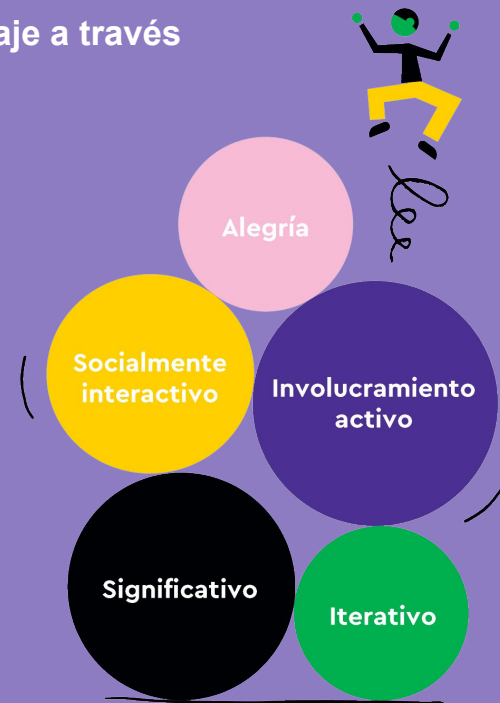 aje a través
Alegría
Socialmente
interactivo
Involucramiento
activo
Significativo
Iterativo